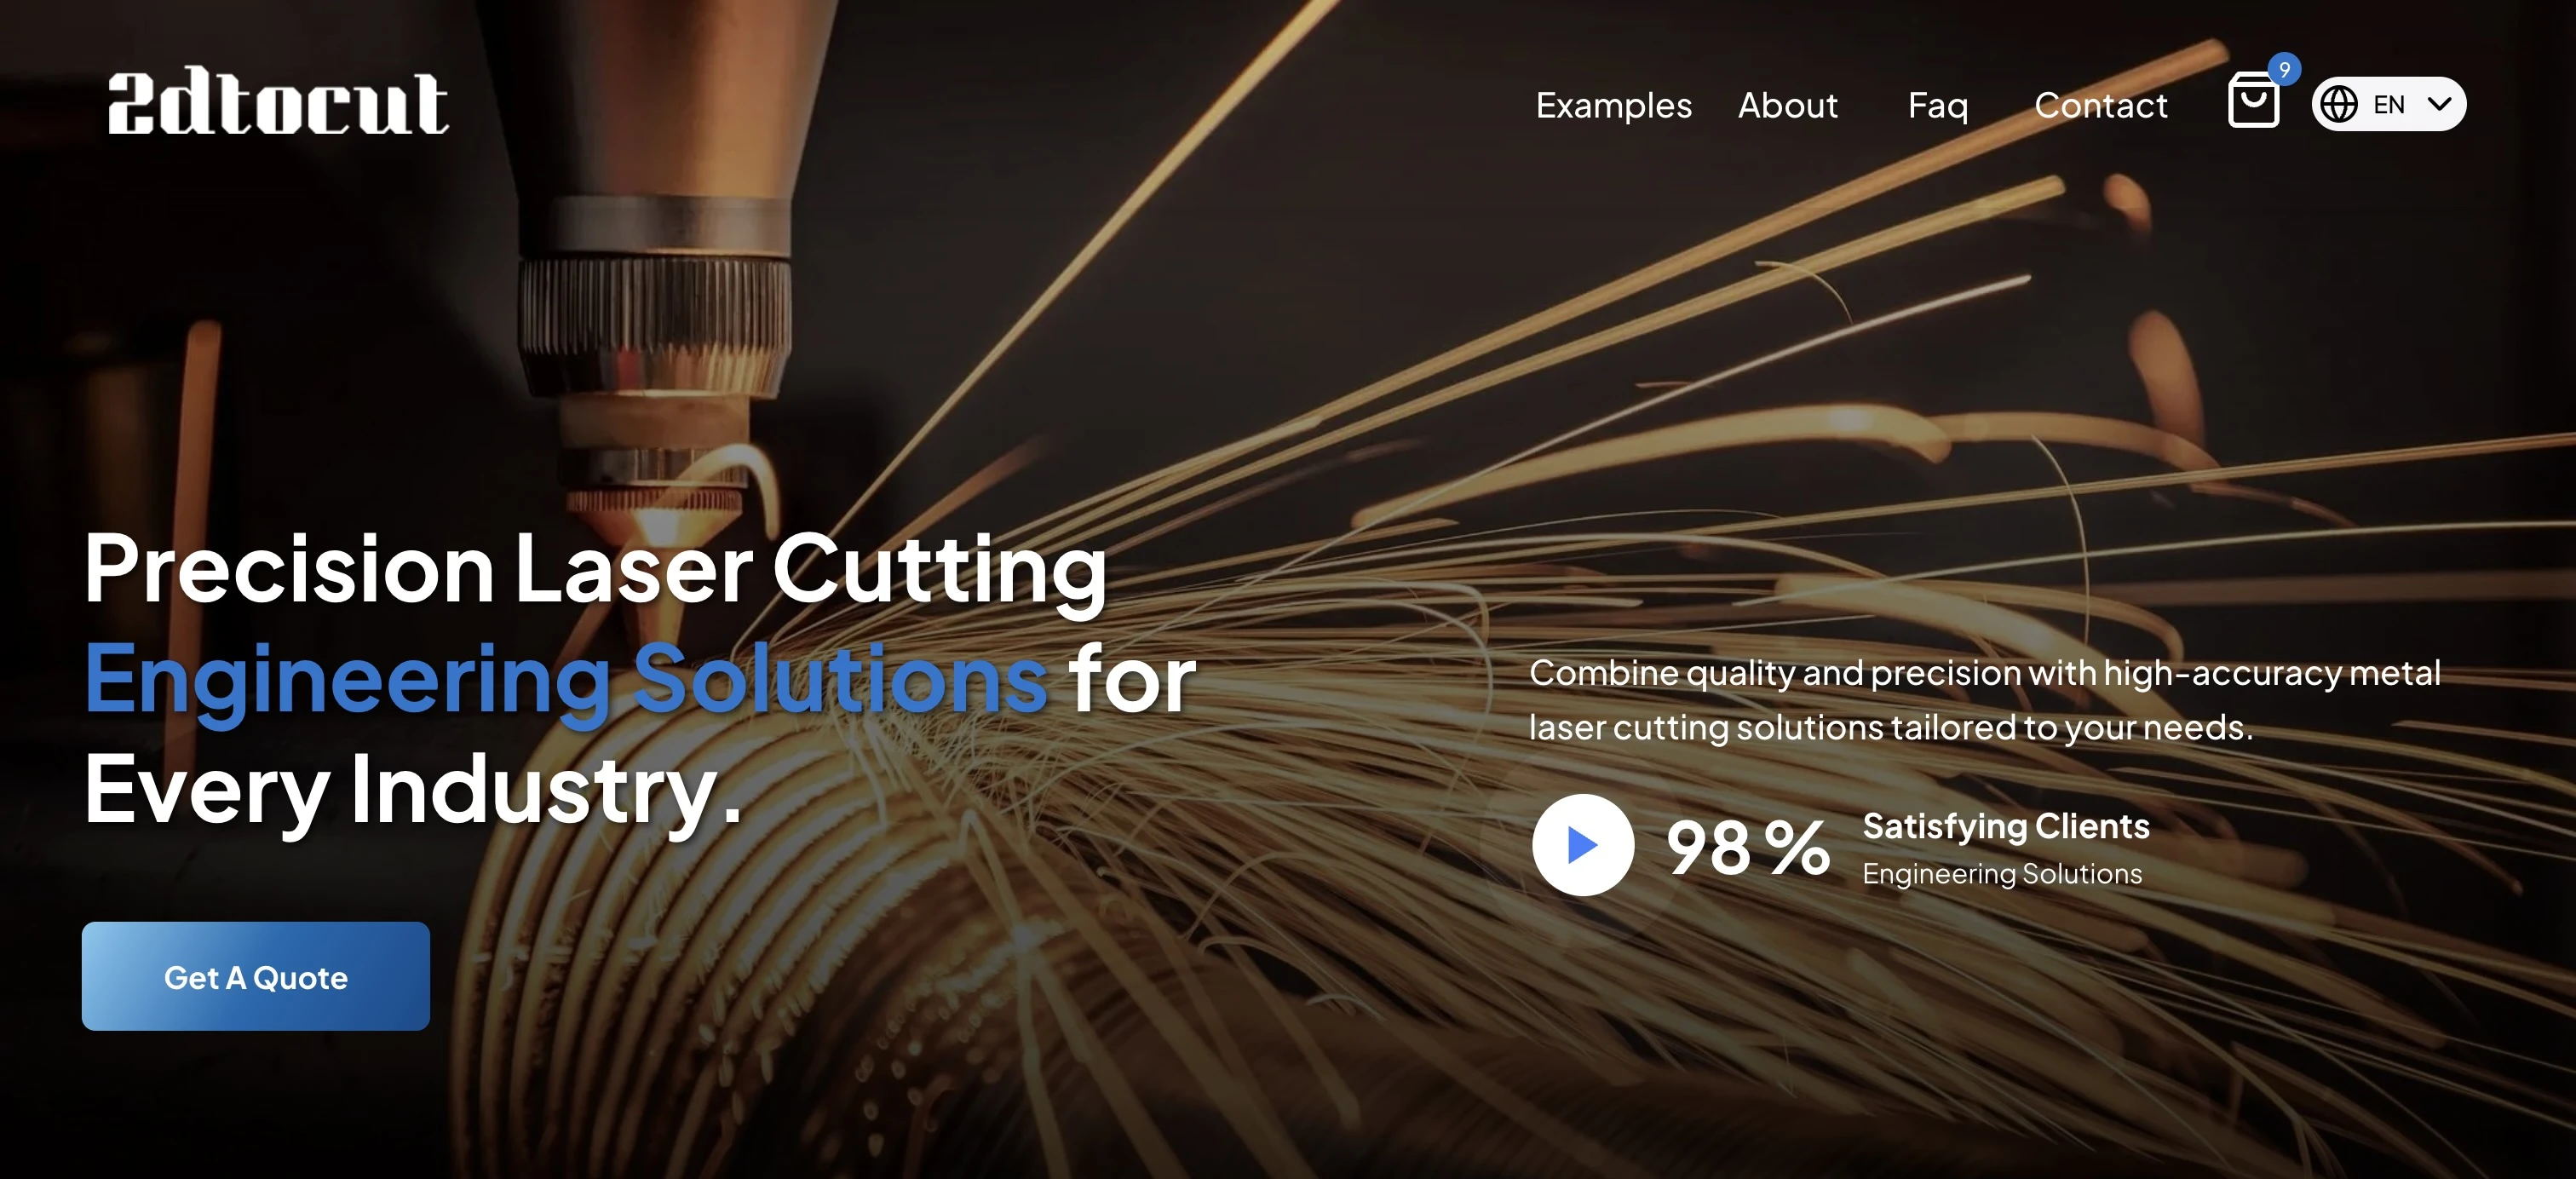 2dtocut
Examples About Faq Contact 9 EN
Precision Laser Cutting
Engineering Solutions for
Every Industry.
Get A Quote
Combine quality and precision with high-accuracy metal
laser cutting solutions tailored to your needs.
98 %
Satisfying Clients
Engineering Solutions